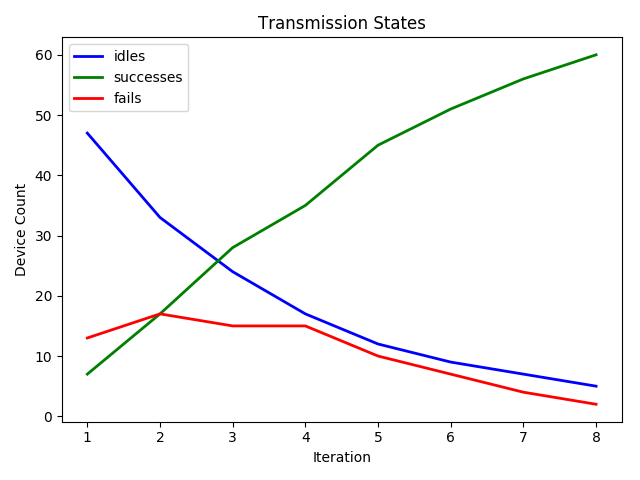 Transmission States
idles
successes
fails
Device Count
60
50
40
30
20
10
0
1 2 3 4 5 6 7 8
Iteration